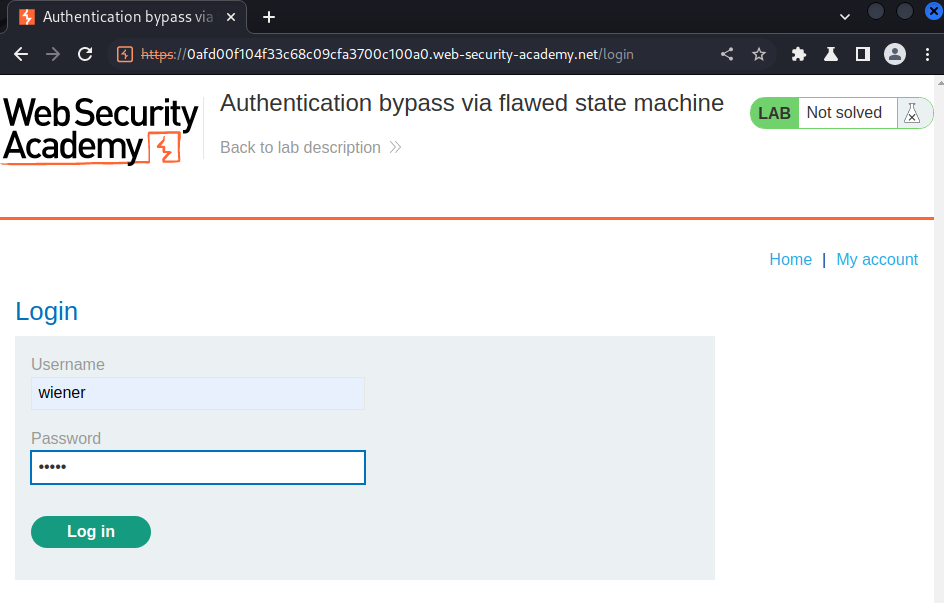 Authentication bypass via
https://0afd00f104f33c68c09cfa3700c100a0.web-security-academy.net/login
Web Security
Academy
Authentication bypass via flawed state machine
Back to lab description
LAB Not solved
Home | My account
Login
Username
wiener
Password
•••••
Log in